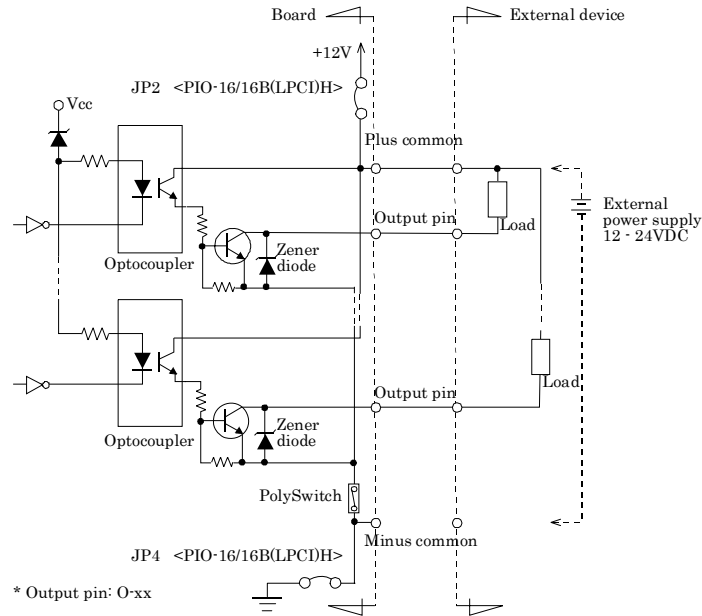 Board
External device
+12V
JP2 <PIO-16/16B(LPCI)H>
Vcc
Plus common
Output pin
Load
External
power supply
12 - 24VDC
Optocoupler
Zener
diode
Load
Output pin
Optocoupler
Zener
diode
PolySwitch
Minus common
JP4 <PIO-16/16B(LPCI)H>
* Output pin: O-xx